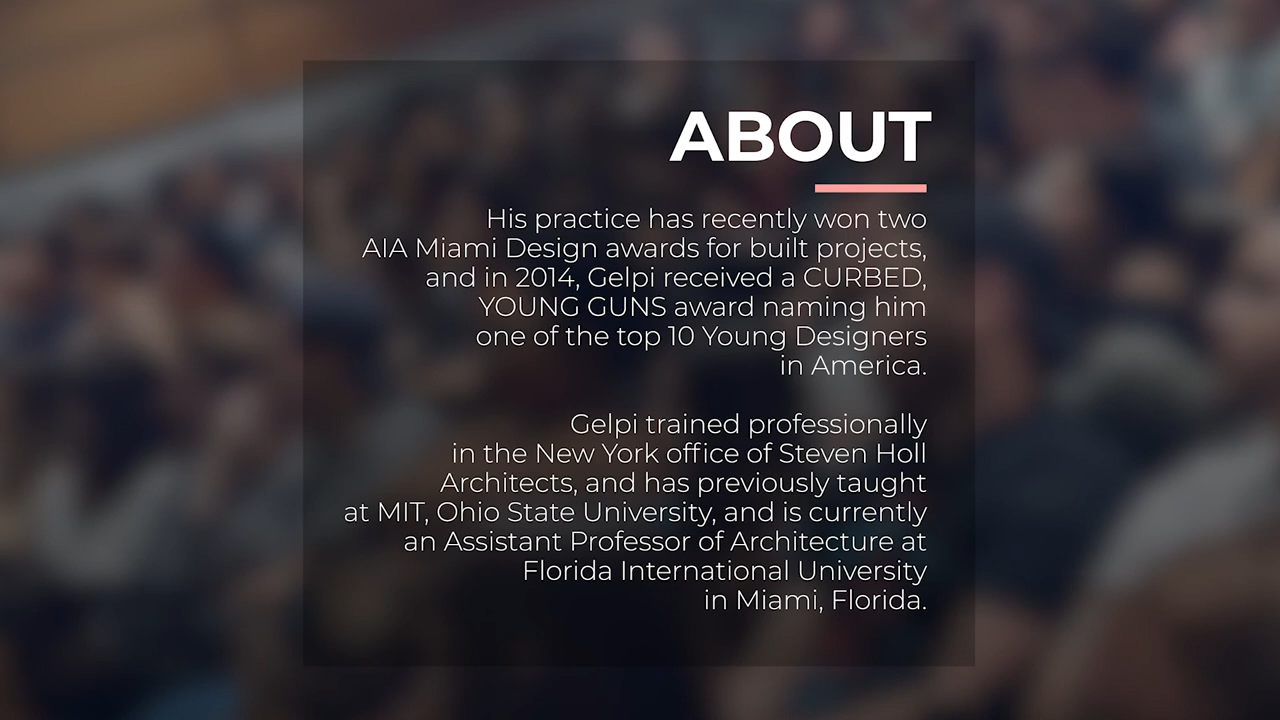 ABOUT
His practice has recently won two
AIA Miami Design awards for built projects,
and in 2014, Gelpi received a CURBED,
YOUNG GUNS award naming him
one of the top 10 Young Designers
in America.
Gelpi trained professionally
in the New York office of Steven Holl
Architects, and has previously taught
at MIT, Ohio State University, and is currently
an Assistant Professor of Architecture at
Florida International University
in Miami, Florida.